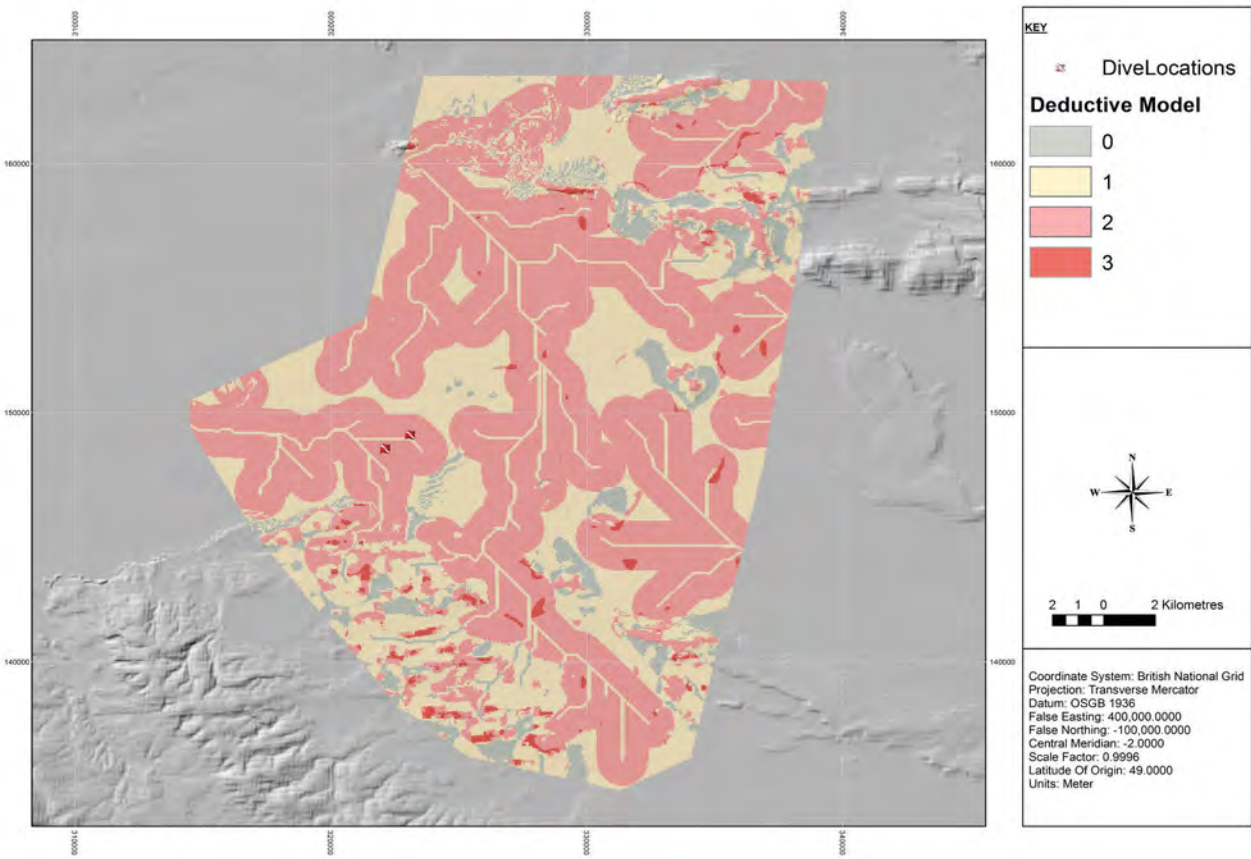 310000 320000 330000 340000
KEY
DiveLocations
Deductive Model
0
1
2
3
160000 160000
150000 150000
140000 140000
N
W E
S
2 1 0 2 Kilometres
Coordinate System: British National Grid
Projection: Transverse Mercator
Datum: OSGB 1936
False Easting: 400,000.0000
False Northing: -100,000.0000
Central Meridian: -2.0000
Scale Factor: 0.9996
Latitude Of Origin: 49.0000
Units: Meter
310000 320000 330000 340000